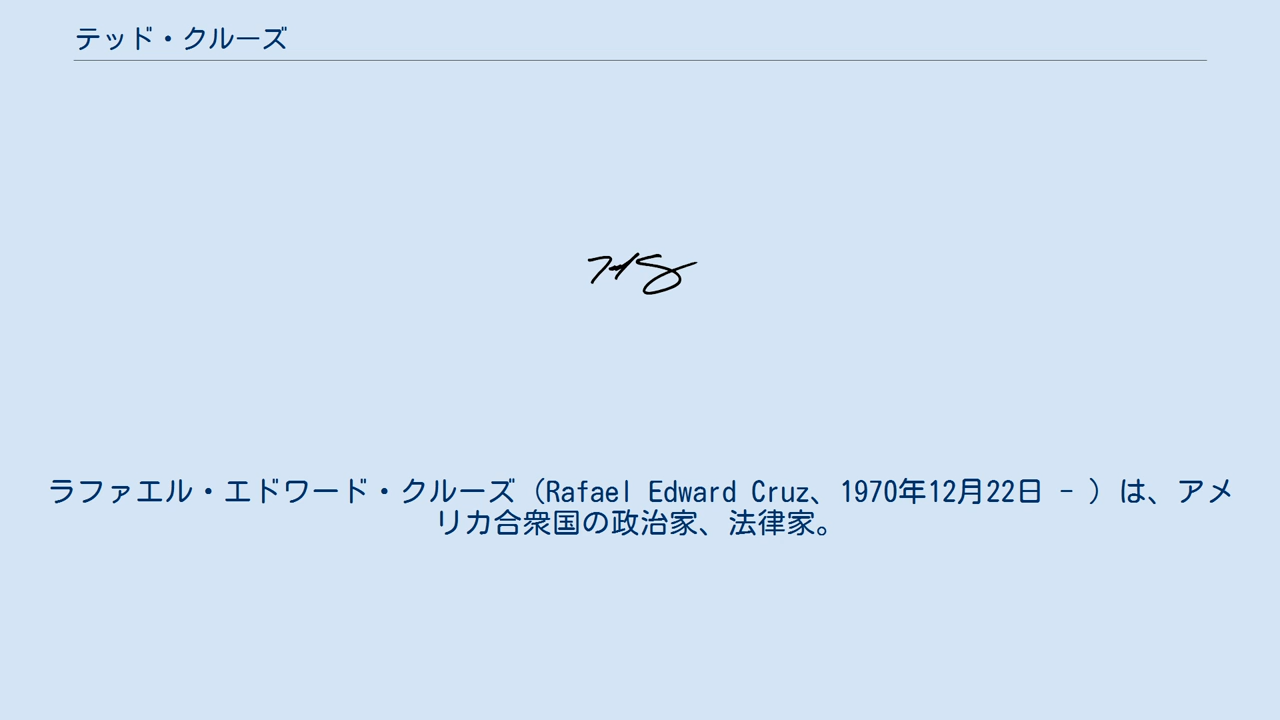 テッド・クルーズ
ラファエル・エドワード・クルーズ（Rafael Edward Cruz、1970年12月22日 - ）は、アメ
リカ合衆国の政治家、法律家。